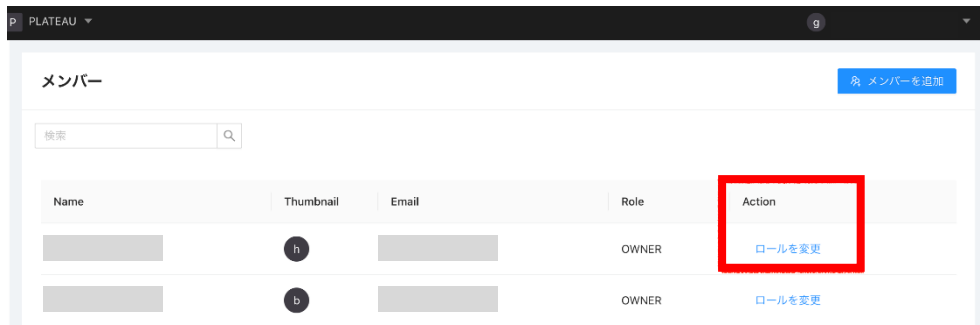 P PLATEAU g
メンバー メンバーを追加
検索
Name Thumbnail Email Role Action
h OWNER ロールを変更
b OWNER ロールを変更